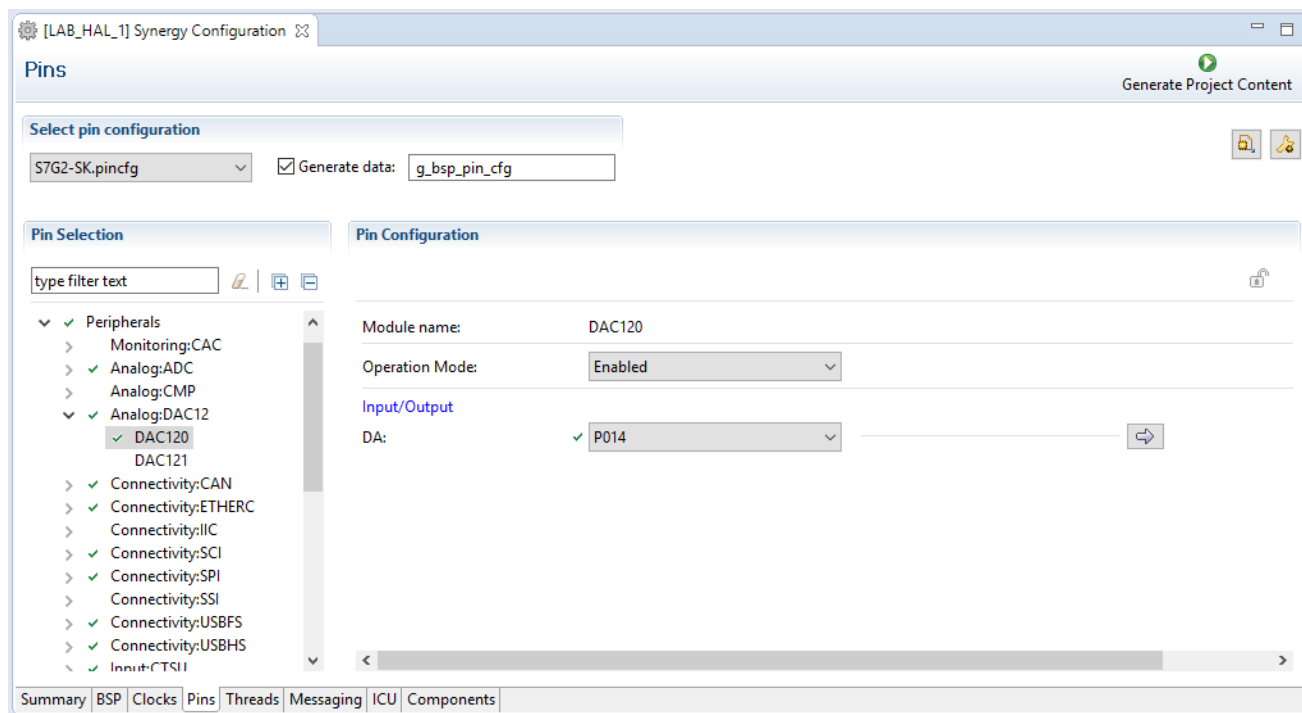 [LAB_HAL_1] Synergy Configuration
Pins
Generate Project Content
Select pin configuration
S7G2-SK.pincfg
Generate data:
g_bsp_pin_cfg
Pin Selection
Pin Configuration
type filter text
Peripherals
Monitoring:CAC
Analog:ADC
Analog:CMP
Analog:DAC12
DAC120
DAC121
Connectivity:CAN
Connectivity:ETHERC
Connectivity:IIC
Connectivity:SCI
Connectivity:SPI
Connectivity:SSI
Connectivity:USBFS
Connectivity:USBHS
Input:CTSU
Module name: DAC120
Operation Mode: Enabled
Input/Output
DA: P014
Summary BSP Clocks Pins Threads Messaging ICU Components